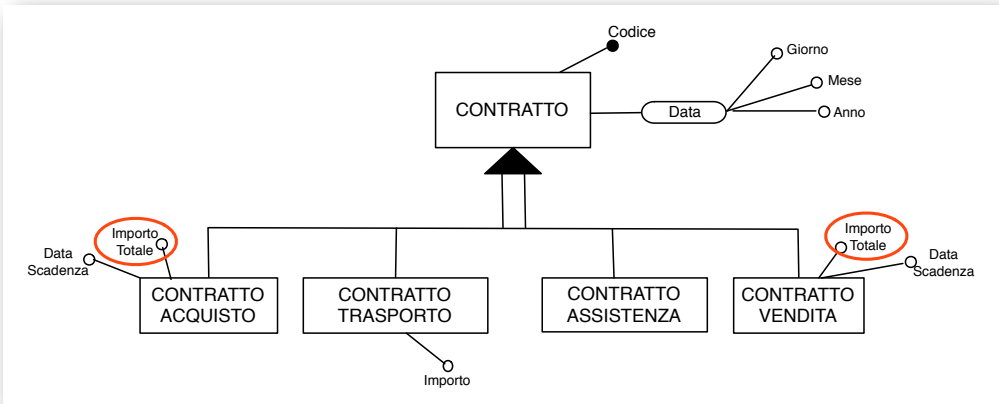 Codice
Giorno
Mese
Anno
CONTRATTO
Data
Importo
Totale
Data
Scadenza
Importo
Totale
Data
Scadenza
CONTRATTO
ACQUISTO
CONTRATTO
TRASPORTO
CONTRATTO
ASSISTENZA
CONTRATTO
VENDITA
Importo